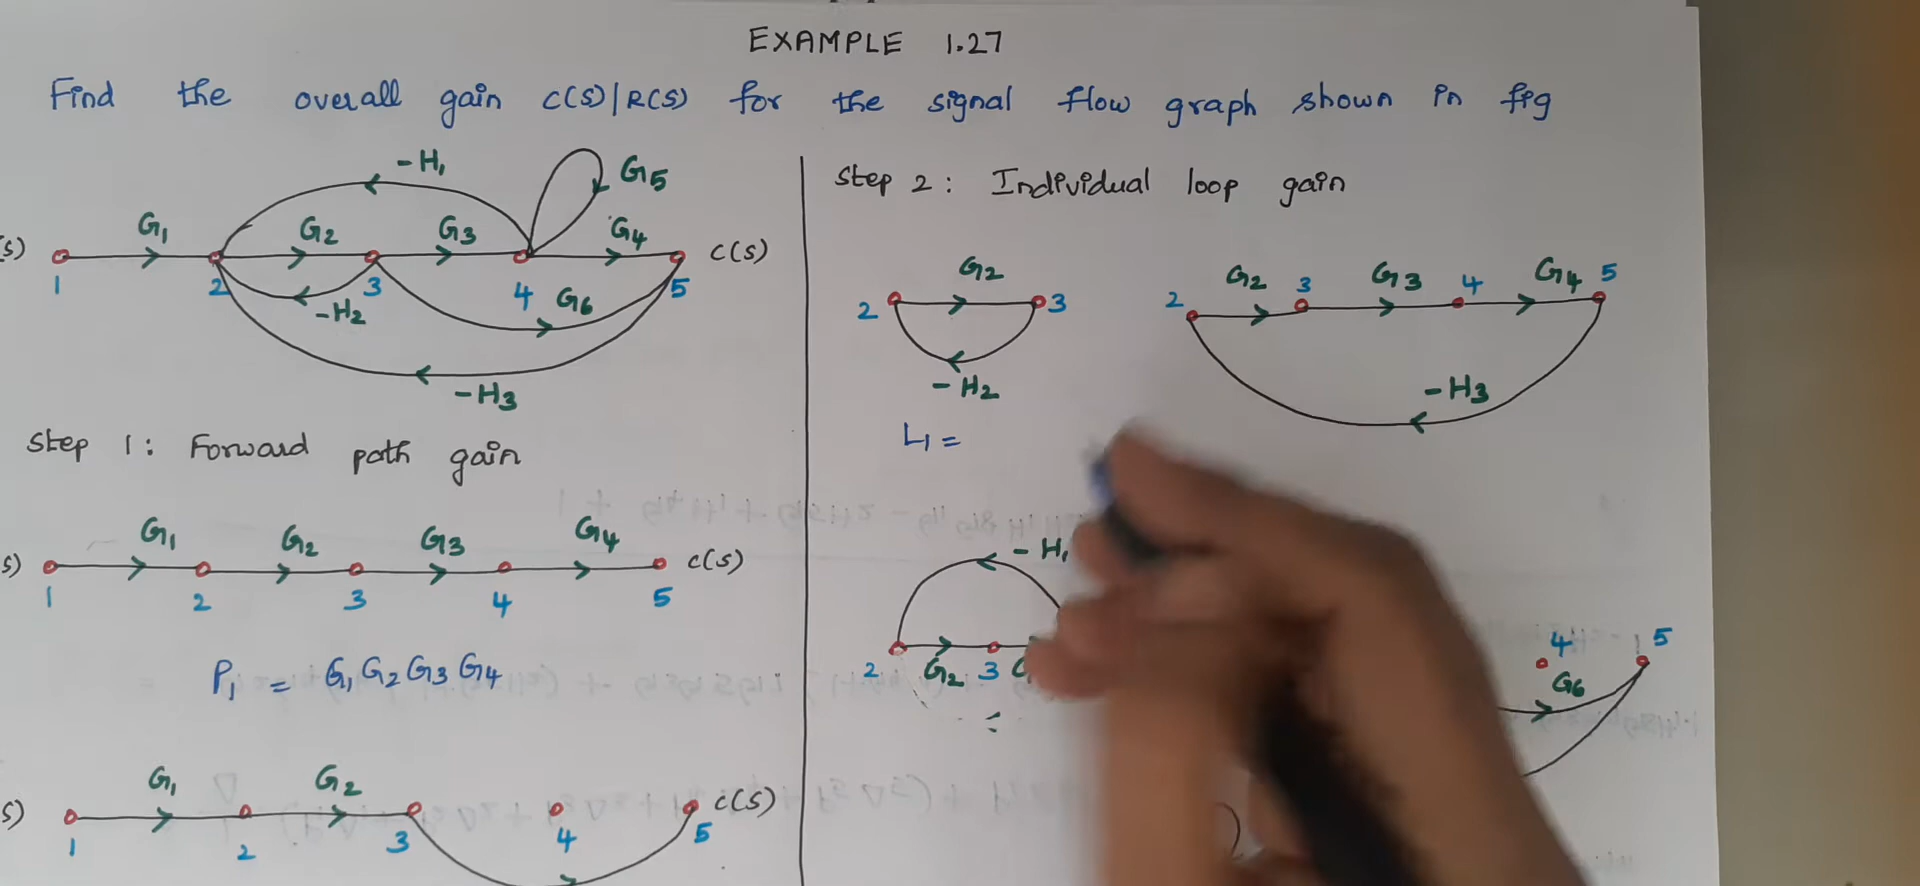 EXAMPLE 1.27
Find the overall gain C(S)/R(S) for the signal flow graph shown in fig
-H1
G5
G1 G2 G3 G4
S) C(S)
1 2 3 4 5
-H2 G6
-H3
Step 1: Forward path gain
G1 G2 G3 G4
S) C(S)
1 2 3 4 5
P1 = G1 G2 G3 G4
G1 G2
S) C(S)
1 2 3 4 5
Step 2: Individual loop gain
G2
2 3
-H2
L1 =
G2 G3 G4
2 3 4 5
-H3
-H1
2 G2 3
4 5
G6